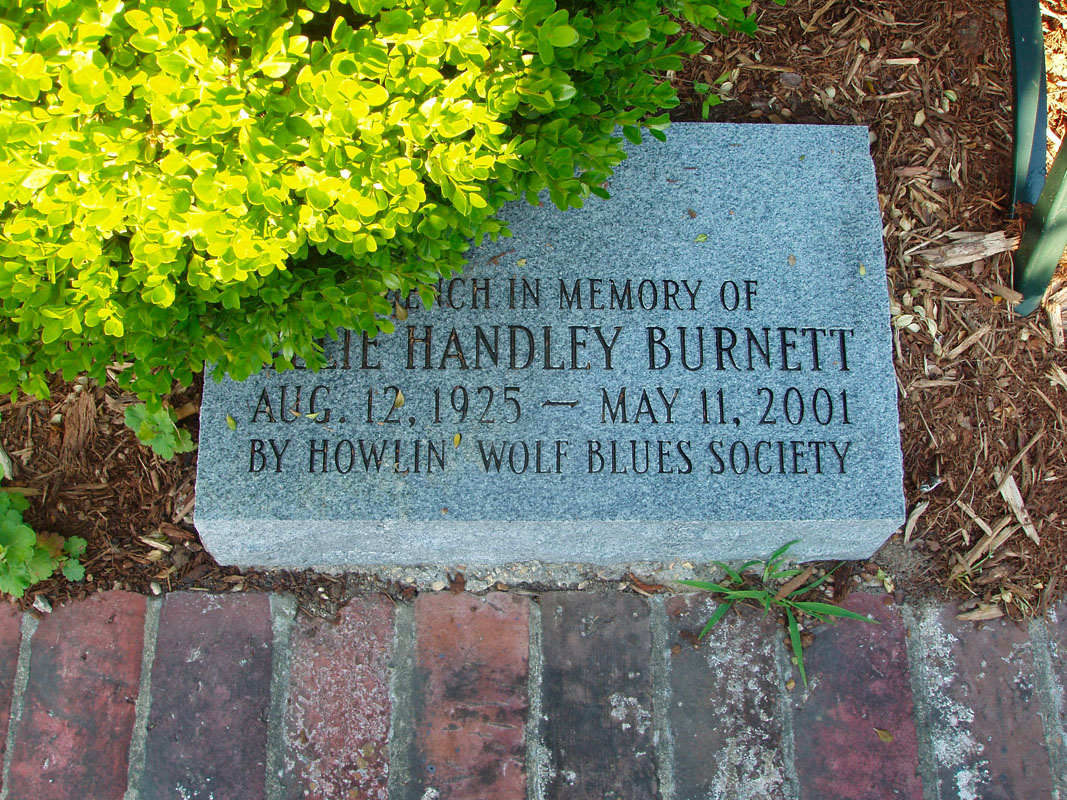 IN MEMORY OF
HANDLEY BURNETT
AUG. 12, 1925 — MAY 11, 2001
BY HOWLIN' WOLF BLUES SOCIETY